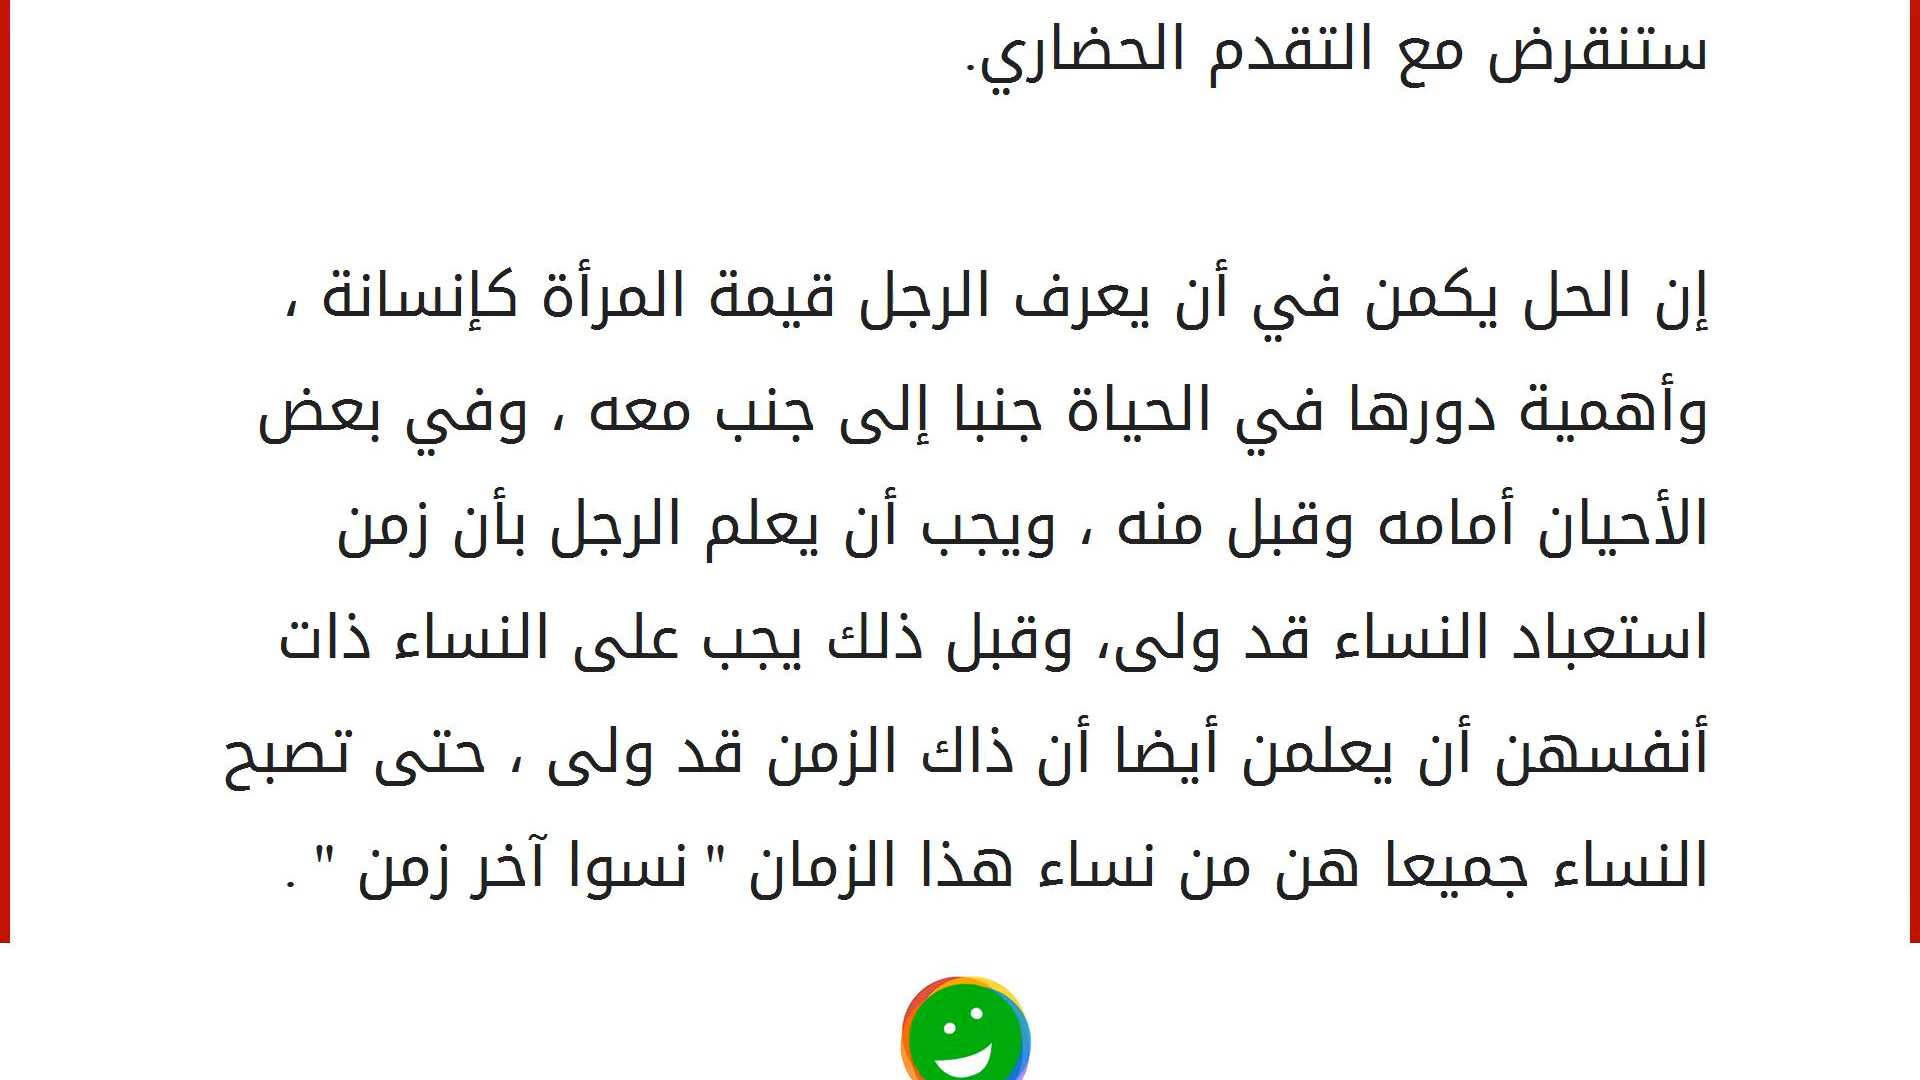 ستنقرض مع التقدم الحضاري.
إن الحل يكمن في أن يعرف الرجل قيمة المرأة كإنسانة ،
وأهمية دورها في الحياة جنبا إلى جنب معه ، وفي بعض
الأحيان أمامه وقبل منه ، ويجب أن يعلم الرجل بأن زمن
استعباد النساء قد ولى، وقبل ذلك يجب على النساء ذات
أنفسهن أن يعلمن أيضا أن ذاك الزمن قد ولى ، حتى تصبح
النساء جميعا هن من نساء هذا الزمان " نسوا آخر زمن " .